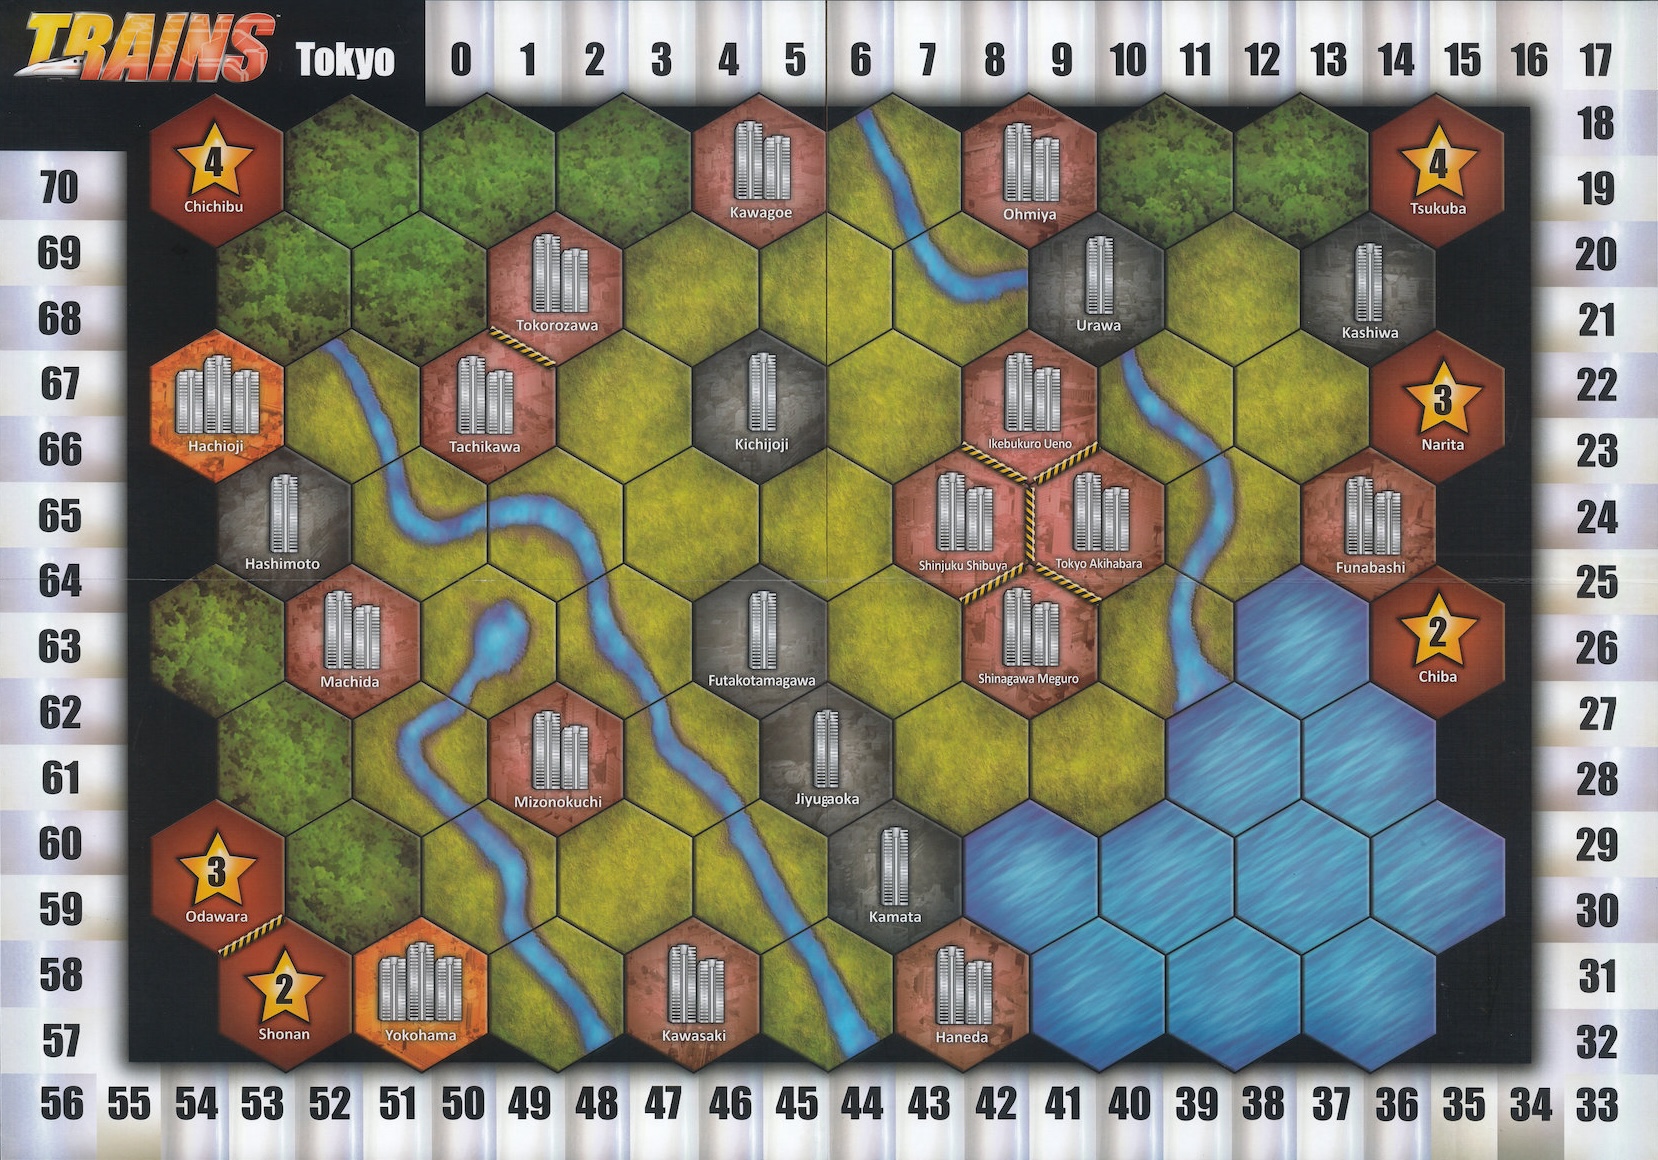 TRAINS Tokyo
0 1 2 3 4 5 6 7 8 9 10 11 12 13 14 15 16 17
18
4 Chichibu
Kawagoe
Ohmiya
4 Tsukuba
70
19
69
Tokorozawa
Urawa
Kashiwa
20
68
21
67
Hachioji
Tachikawa
Kichijoji
Ikebukuro Ueno
3 Narita
22
66
23
65
Hashimoto
Shinjuku Shibuya
Tokyo Akihabara
Funabashi
24
64
25
63
Machida
Futakotamagawa
Shinagawa Meguro
2 Chiba
26
62
27
61
Mizonokuchi
Jiyugaoka
28
60
3 Odawara
Kamata
29
59
30
58
2 Shonan
Yokohama
Kawasaki
Haneda
31
57
32
56 55 54 53 52 51 50 49 48 47 46 45 44 43 42 41 40 39 38 37 36 35 34 33